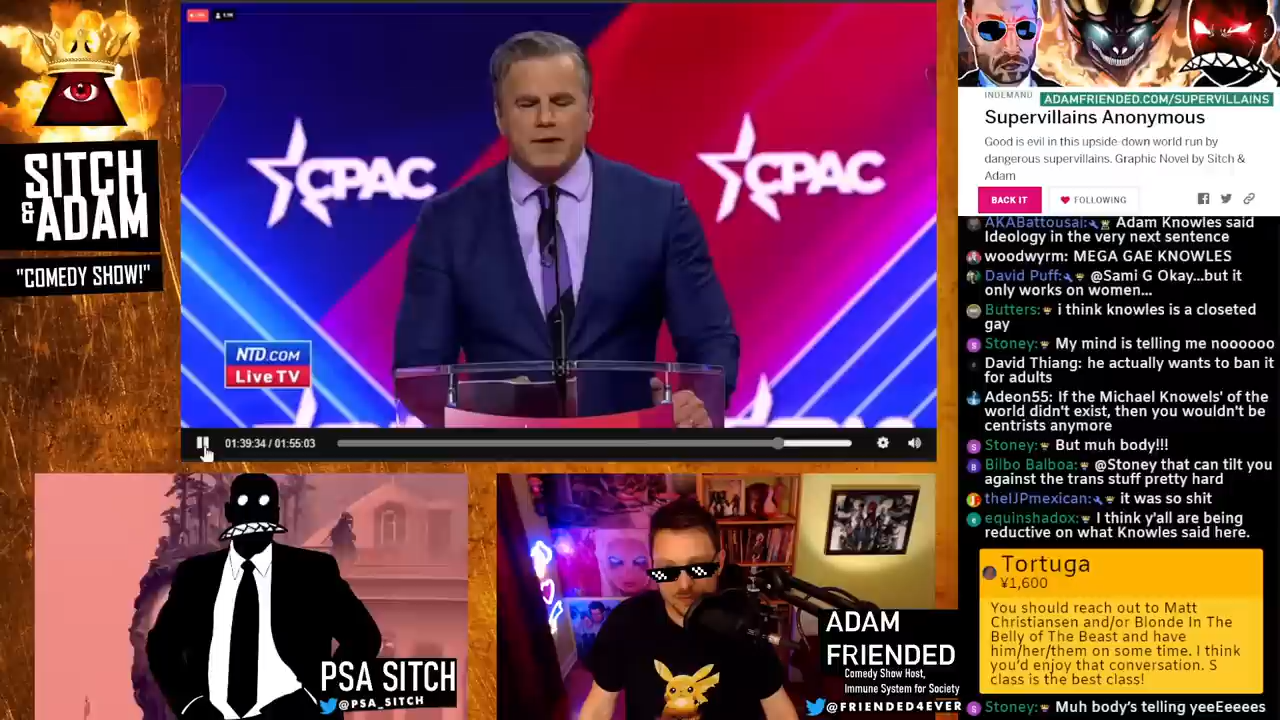 SITCH
& ADAM
"COMEDY SHOW!"
CPAC
CPAC
NTD.COM
Live TV
01:39:34 / 01:55:03
PSA SITCH
@PSA_SITCH
ADAM
FRIENDED
Comedy Show Host,
Immune System for Society
@FRIENDED4EVER
INDEMAND
ADAMFRIENDED.COM/SUPERVILLAINS
Supervillains Anonymous
Good is evil in this upside-down world run by
dangerous supervillains. Graphic Novel by Sitch &
Adam
BACK IT
FOLLOWING
AKABattousai: Adam Knowles said
Ideology in the very next sentence
woodwyrm: MEGA GAE KNOWLES
David Puff: @Sami G Okay...but it
only works on women...
Butters: i think knowles is a closeted
gay
Stoney: My mind is telling me noooooo
David Thiang: he actually wants to ban it
for adults
Adeon55: If the Michael Knowels' of the
world didn't exist, then you wouldn't be
centrists anymore
Stoney: But muh body!!!
Bilbo Balboa: @Stoney that can tilt you
against the trans stuff pretty hard
theIJPmexican: it was so shit
equinshadox: I think y'all are being
reductive on what Knowles said here.
Tortuga
¥1,600
You should reach out to Matt
Christiansen and/or Blonde In The
Belly of The Beast and have
him/her/them on some time. I think
you'd enjoy that conversation. S
class is the best class!
Stoney: Muh body's telling yeeEeeees